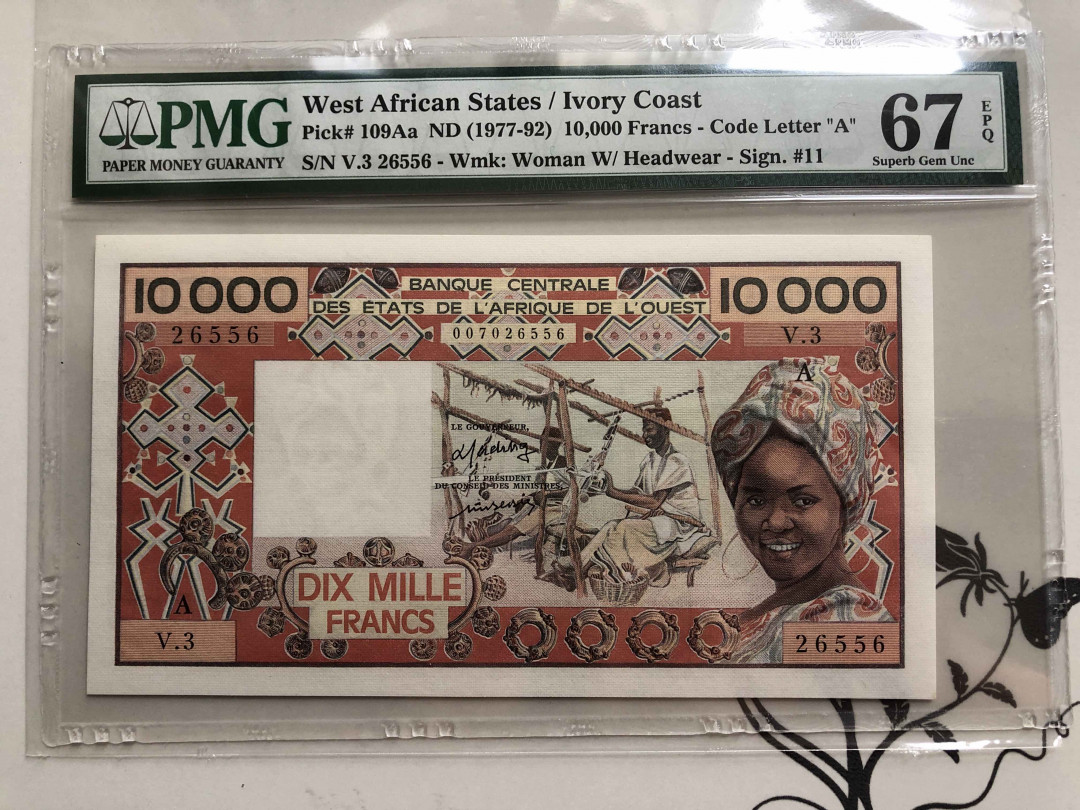 PMG
PAPER MONEY GUARANTY
West African States / Ivory Coast
Pick# 109Aa ND (1977-92) 10,000 Francs - Code Letter "A"
S/N V.3 26556 - Wmk: Woman W/ Headwear - Sign. #11
67
EPQ
Superb Gem Unc
10 000
BANQUE CENTRALE
DES ÉTATS DE L'AFRIQUE DE L'OUEST
10 000
26556
007026556
V.3
A
LE GOUVERNEUR,
LE PRÉSIDENT
DU CONSEIL DES MINISTRES,
DIX MILLE
FRANCS
A
V.3
26556